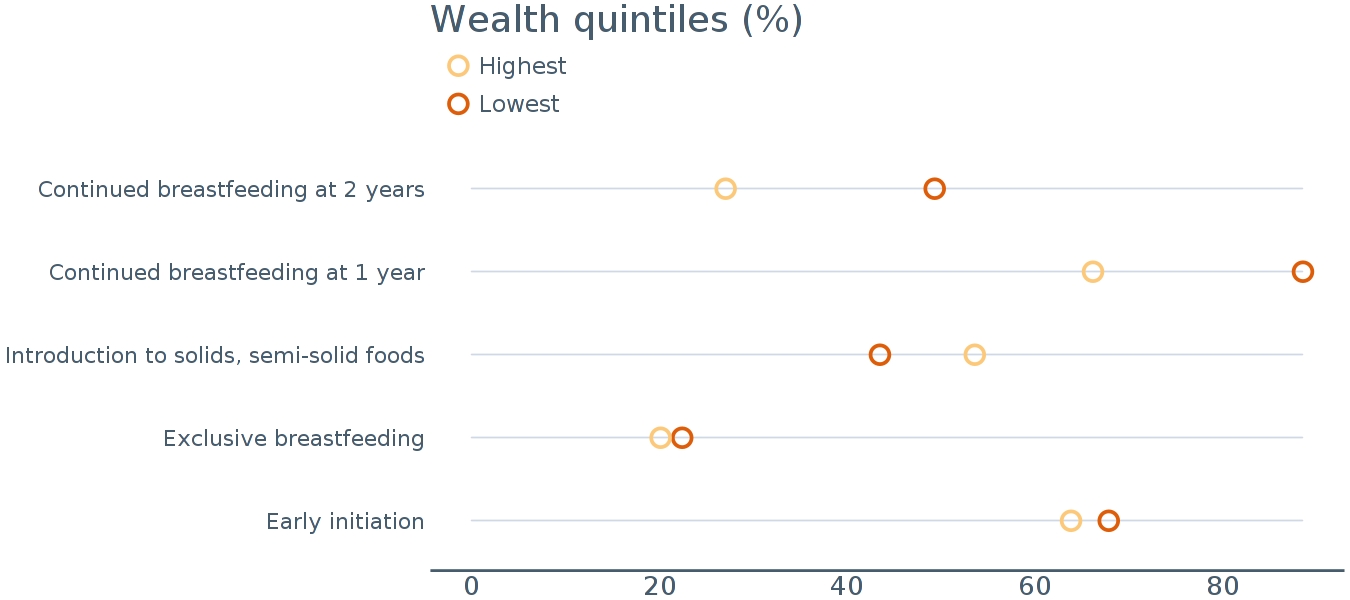 Wealth quintiles (%)
Highest
Lowest
Continued breastfeeding at 2 years
Continued breastfeeding at 1 year
Introduction to solids, semi-solid foods
Exclusive breastfeeding
Early initiation
0 20 40 60 80